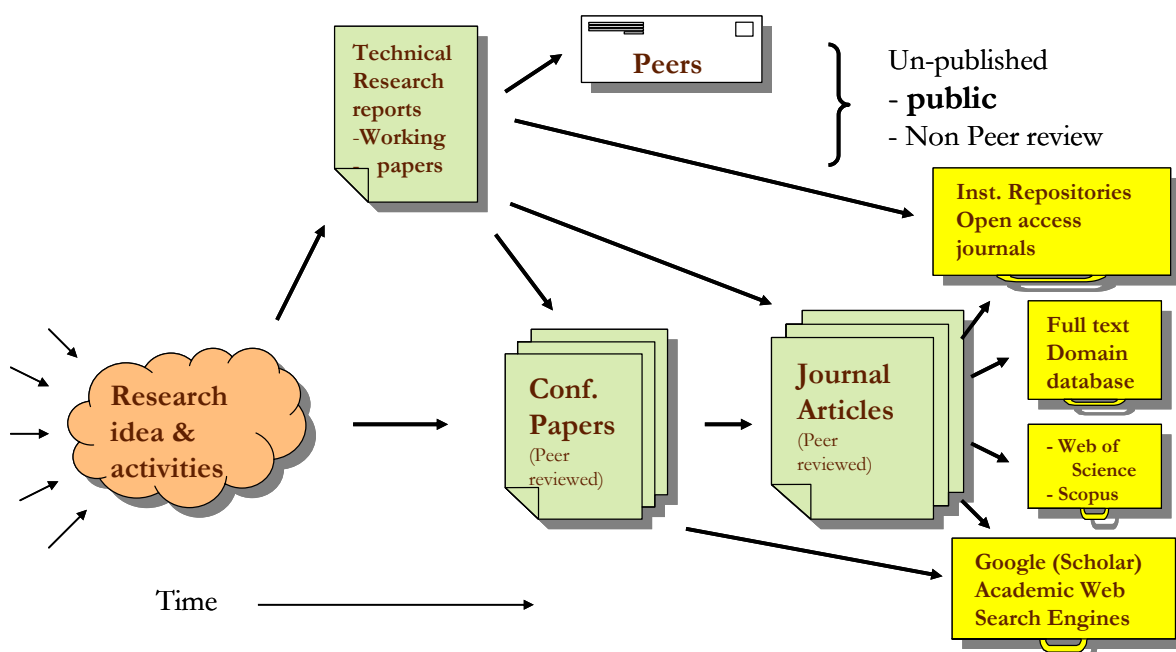 Technical
Research
reports
-Working
- papers
Peers
Un-published
- public
- Non Peer review
Inst. Repositories
Open access
journals
Research
idea &
activities
Conf.
Papers
(Peer
reviewed)
Journal
Articles
(Peer
reviewed)
Full text
Domain
database
- Web of
Science
- Scopus
Google (Scholar)
Academic Web
Search Engines
Time